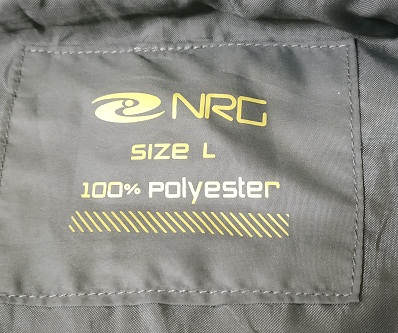 NRG
SIZE L
100% Polyester